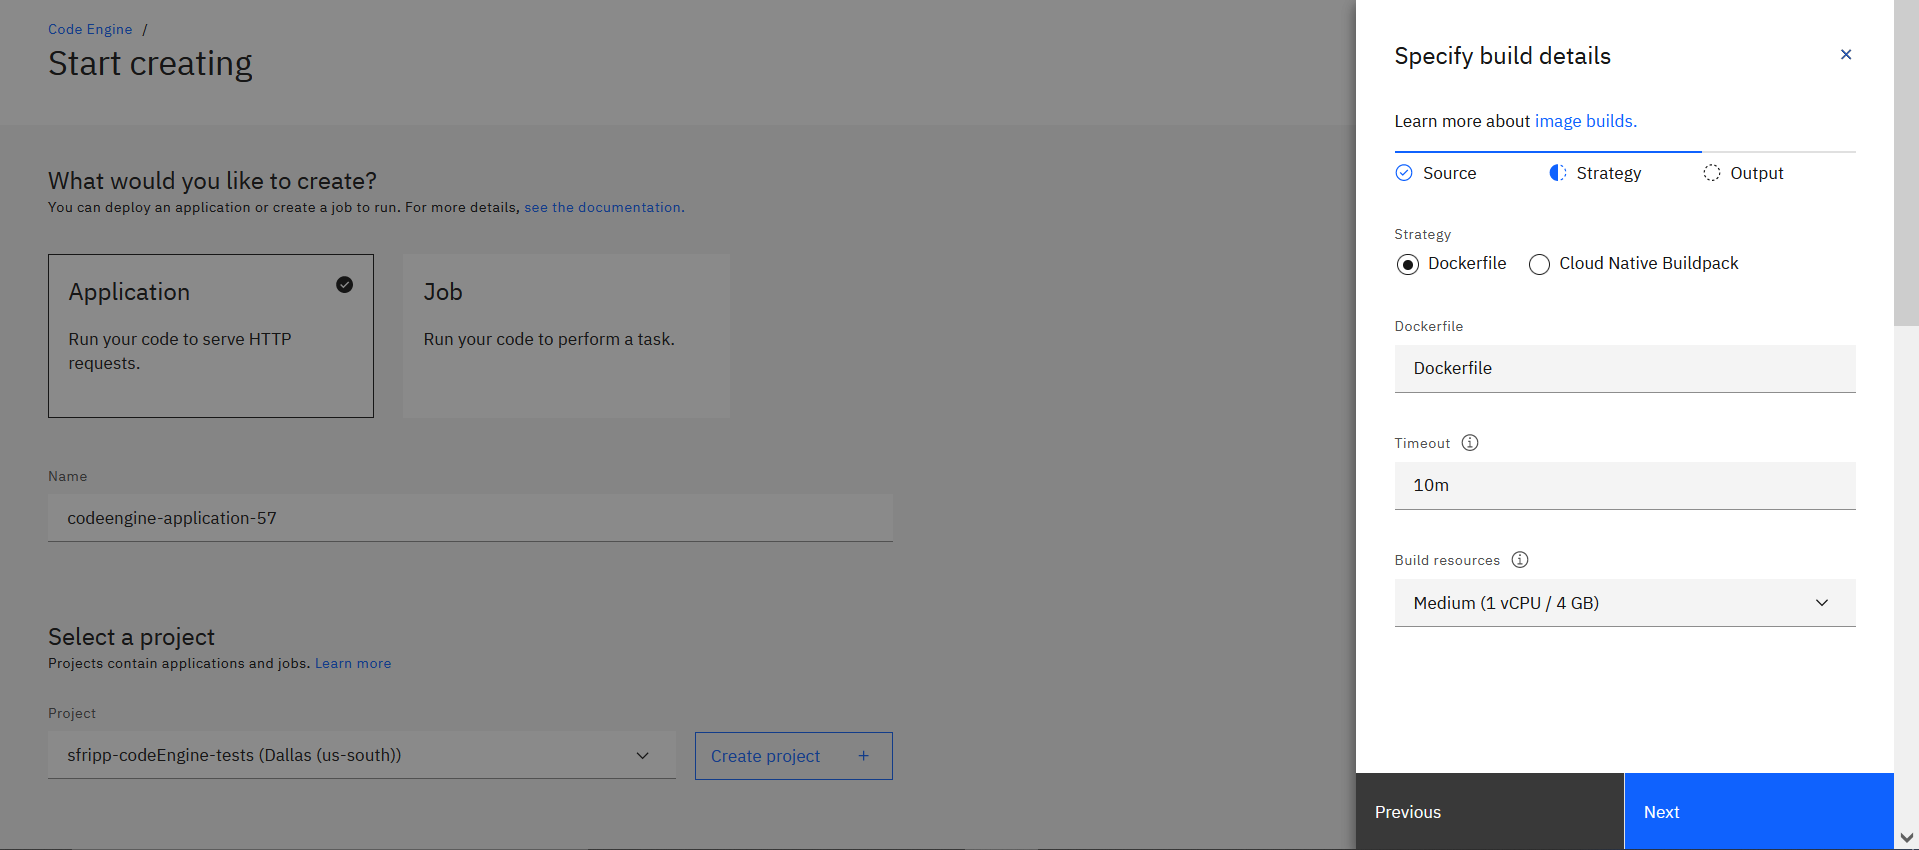 Code Engine /
Start creating
What would you like to create?
You can deploy an application or create a job to run. For more details, see the documentation.
Application
Run your code to serve HTTP
requests.
Job
Run your code to perform a task.
Name
codeengine-application-57
Select a project
Projects contain applications and jobs. Learn more
Project
sfripp-codeEngine-tests (Dallas (us-south))
Create project +
Specify build details
Learn more about image builds.
Source
Strategy
Output
Strategy
Dockerfile
Cloud Native Buildpack
Dockerfile
Dockerfile
Timeout
10m
Build resources
Medium (1 vCPU / 4 GB)
Previous
Next